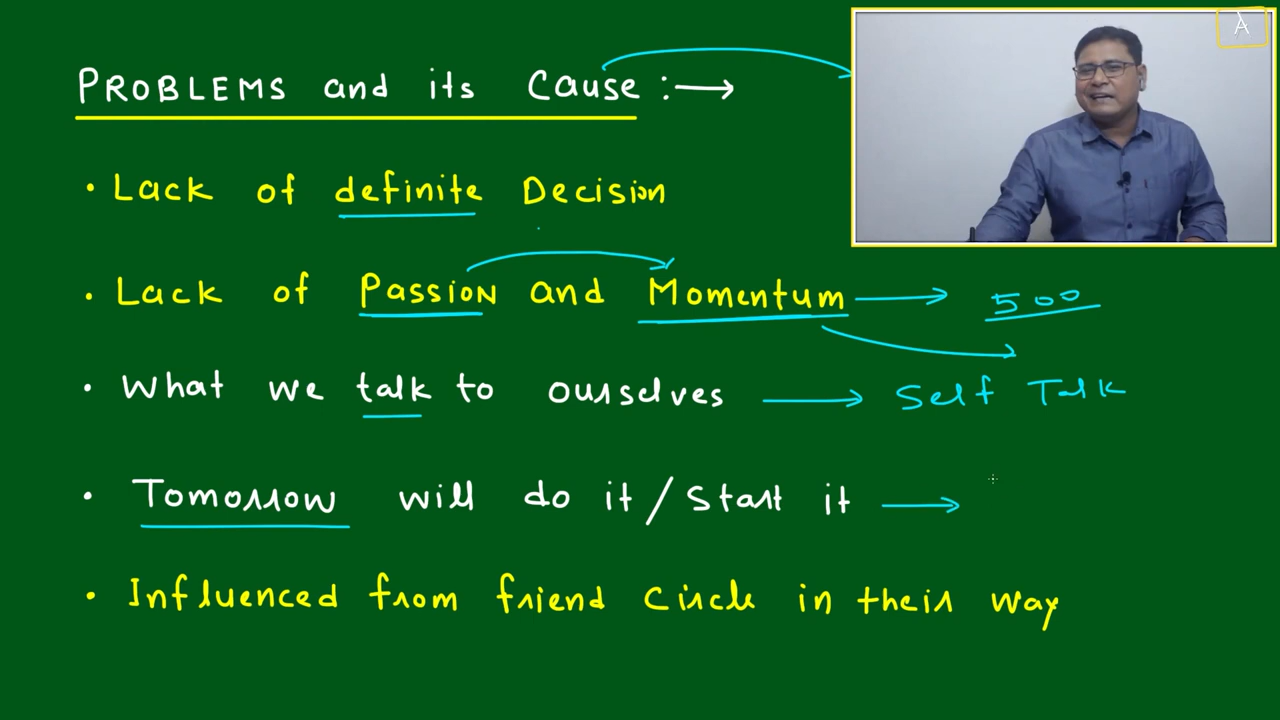 PROBLEMS and its Cause :→
• Lack of definite Decision
• Lack of Passion and Momentum → 500
• What we talk to ourselves → Self Talk
• Tomorrow will do it / Start it →
• Influenced from friend circle in their way